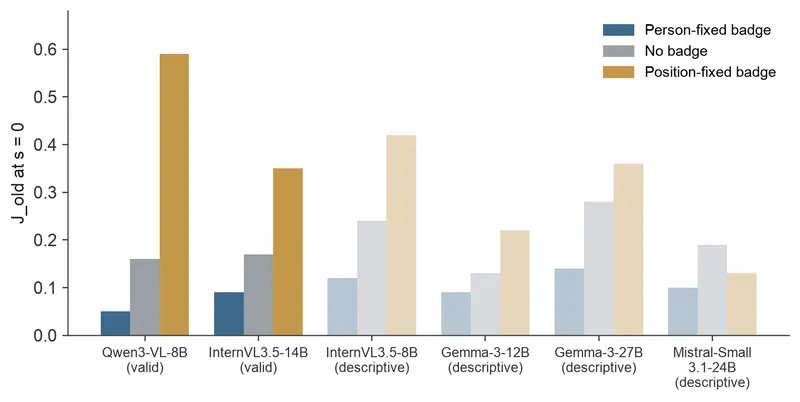 Person-fixed badge
No badge
Position-fixed badge
J_old at s = 0
0.6
0.5
0.4
0.3
0.2
0.1
0.0
Qwen3-VL-8B
(valid)
InternVL3.5-14B
(valid)
InternVL3.5-8B
(descriptive)
Gemma-3-12B
(descriptive)
Gemma-3-27B
(descriptive)
Mistral-Small
3.1-24B
(descriptive)